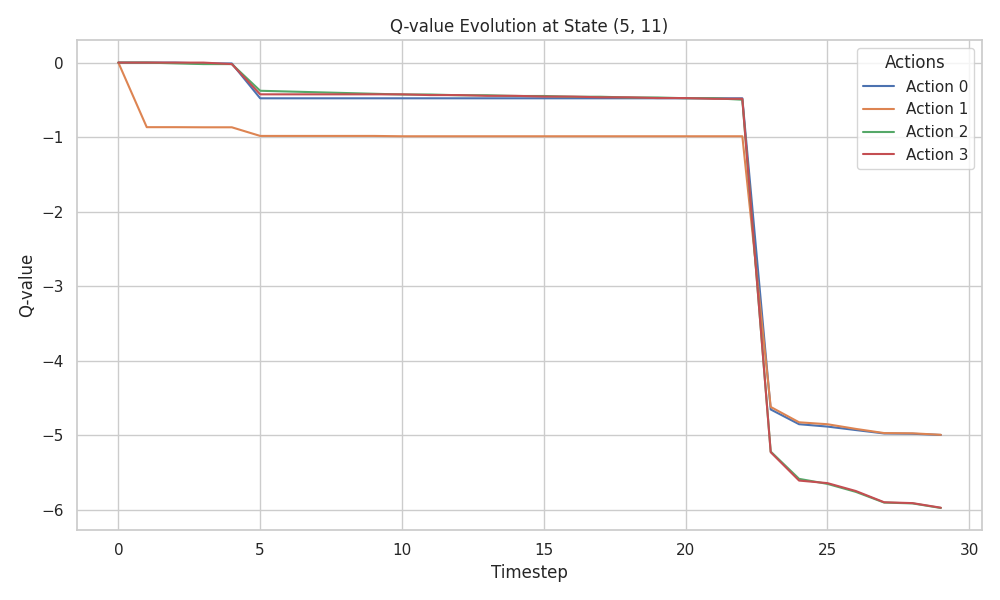 Q-value Evolution at State (5, 11)
Actions
Action 0
Action 1
Action 2
Action 3
Q-value
0
−1
−2
−3
−4
−5
−6
0
5
10
15
20
25
30
Timestep